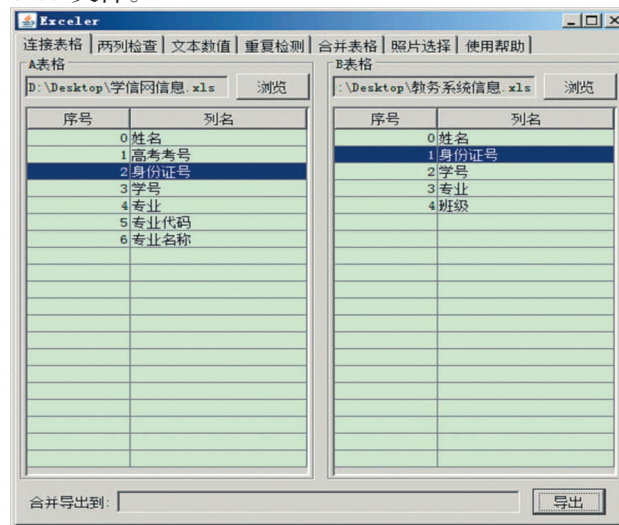 Exceler
连接表格 两列检查 文本数值 重复检测 合并表格 照片选择 使用帮助
A表格
D:\Desktop\学信网信息.xls 浏览
序号 列名
0 姓名
1 高考考号
2 身份证号
3 学号
4 专业
5 专业代码
6 专业名称
B表格
:\Desktop\教务系统信息.xls 浏览
序号 列名
0 姓名
1 身份证号
2 学号
3 专业
4 班级
合并导出到: 导出